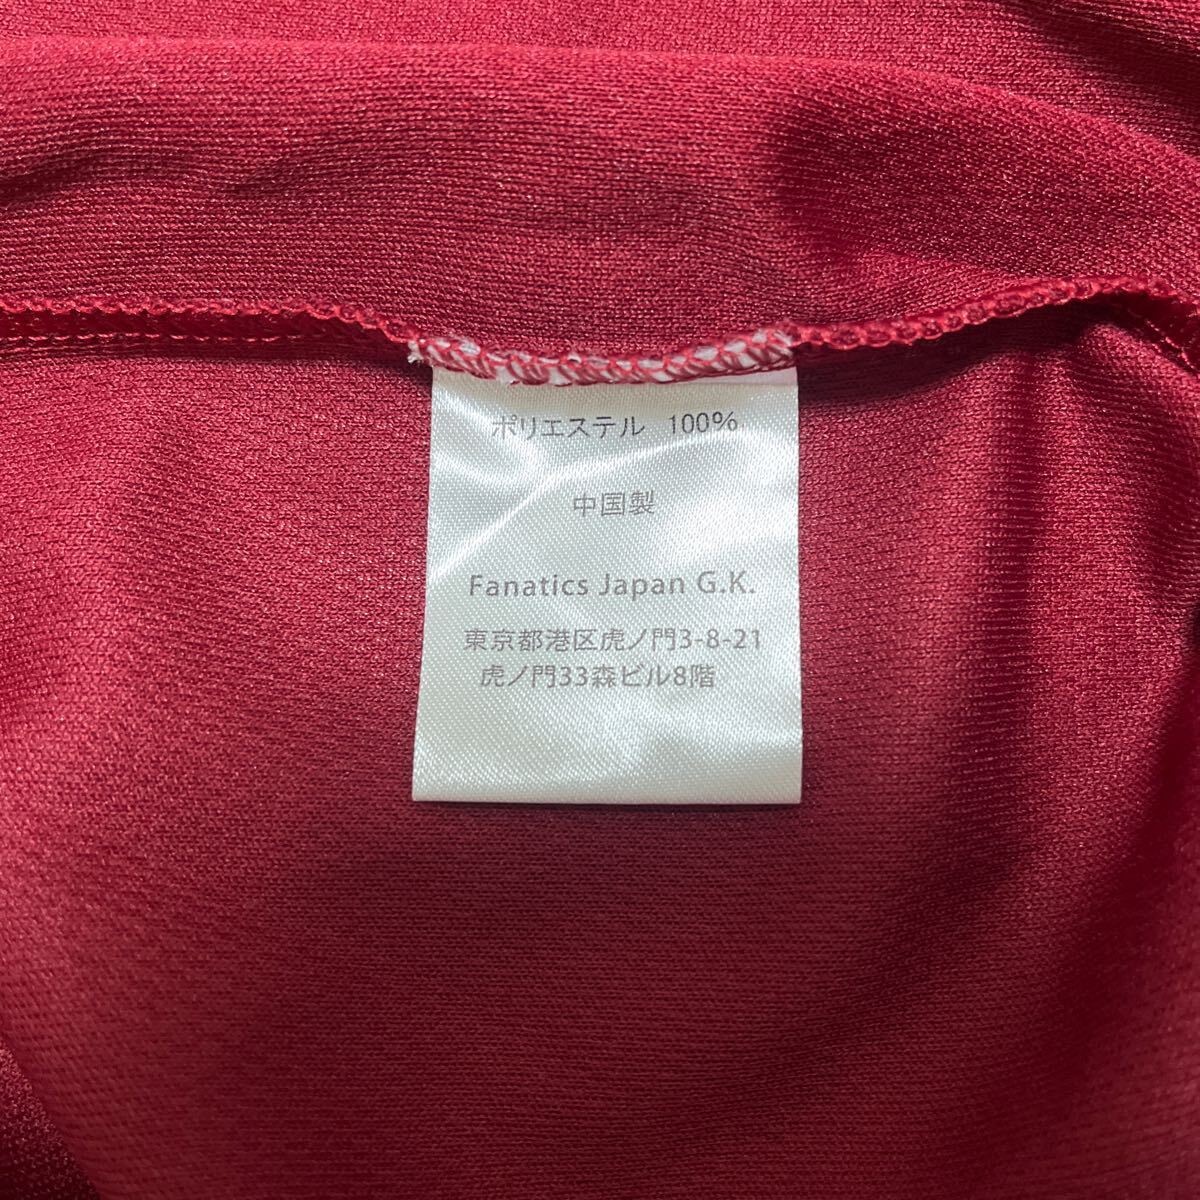 ポリエステル 100%
中国製
Fanatics Japan G.K.
東京都港区虎ノ門3-8-21
虎ノ門33森ビル8階